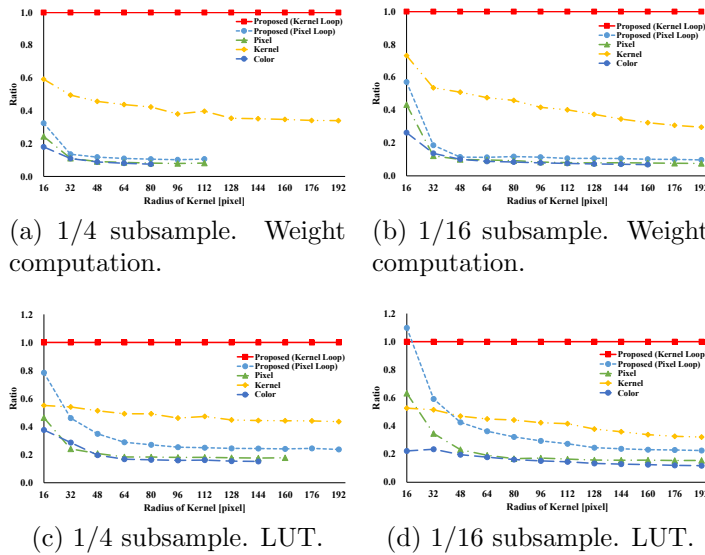 1.0
0.8
0.6
0.4
0.2
0.0
Ratio
Proposed (Kernel Loop)
Proposed (Pixel Loop)
Pixel
Kernel
Color
16 32 48 64 80 96 112 128 144 160 176 192
Radius of Kernel [pixel]
(a) 1/4 subsample. Weight
computation.
1.0
0.8
0.6
0.4
0.2
0.0
Ratio
Proposed (Kernel Loop)
Proposed (Pixel Loop)
Pixel
Kernel
Color
16 32 48 64 80 96 112 128 144 160 176 192
Radius of Kernel [pixel]
(b) 1/16 subsample. Weight
computation.
1.2
1.0
0.8
0.6
0.4
0.2
0.0
Ratio
Proposed (Kernel Loop)
Proposed (Pixel Loop)
Pixel
Kernel
Color
16 32 48 64 80 96 112 128 144 160 176 192
Radius of Kernel [pixel]
(c) 1/4 subsample. LUT.
1.2
1.0
0.8
0.6
0.4
0.2
0.0
Ratio
Proposed (Kernel Loop)
Proposed (Pixel Loop)
Pixel
Kernel
Color
16 32 48 64 80 96 112 128 144 160 176 192
Radius of Kernel [pixel]
(d) 1/16 subsample. LUT.